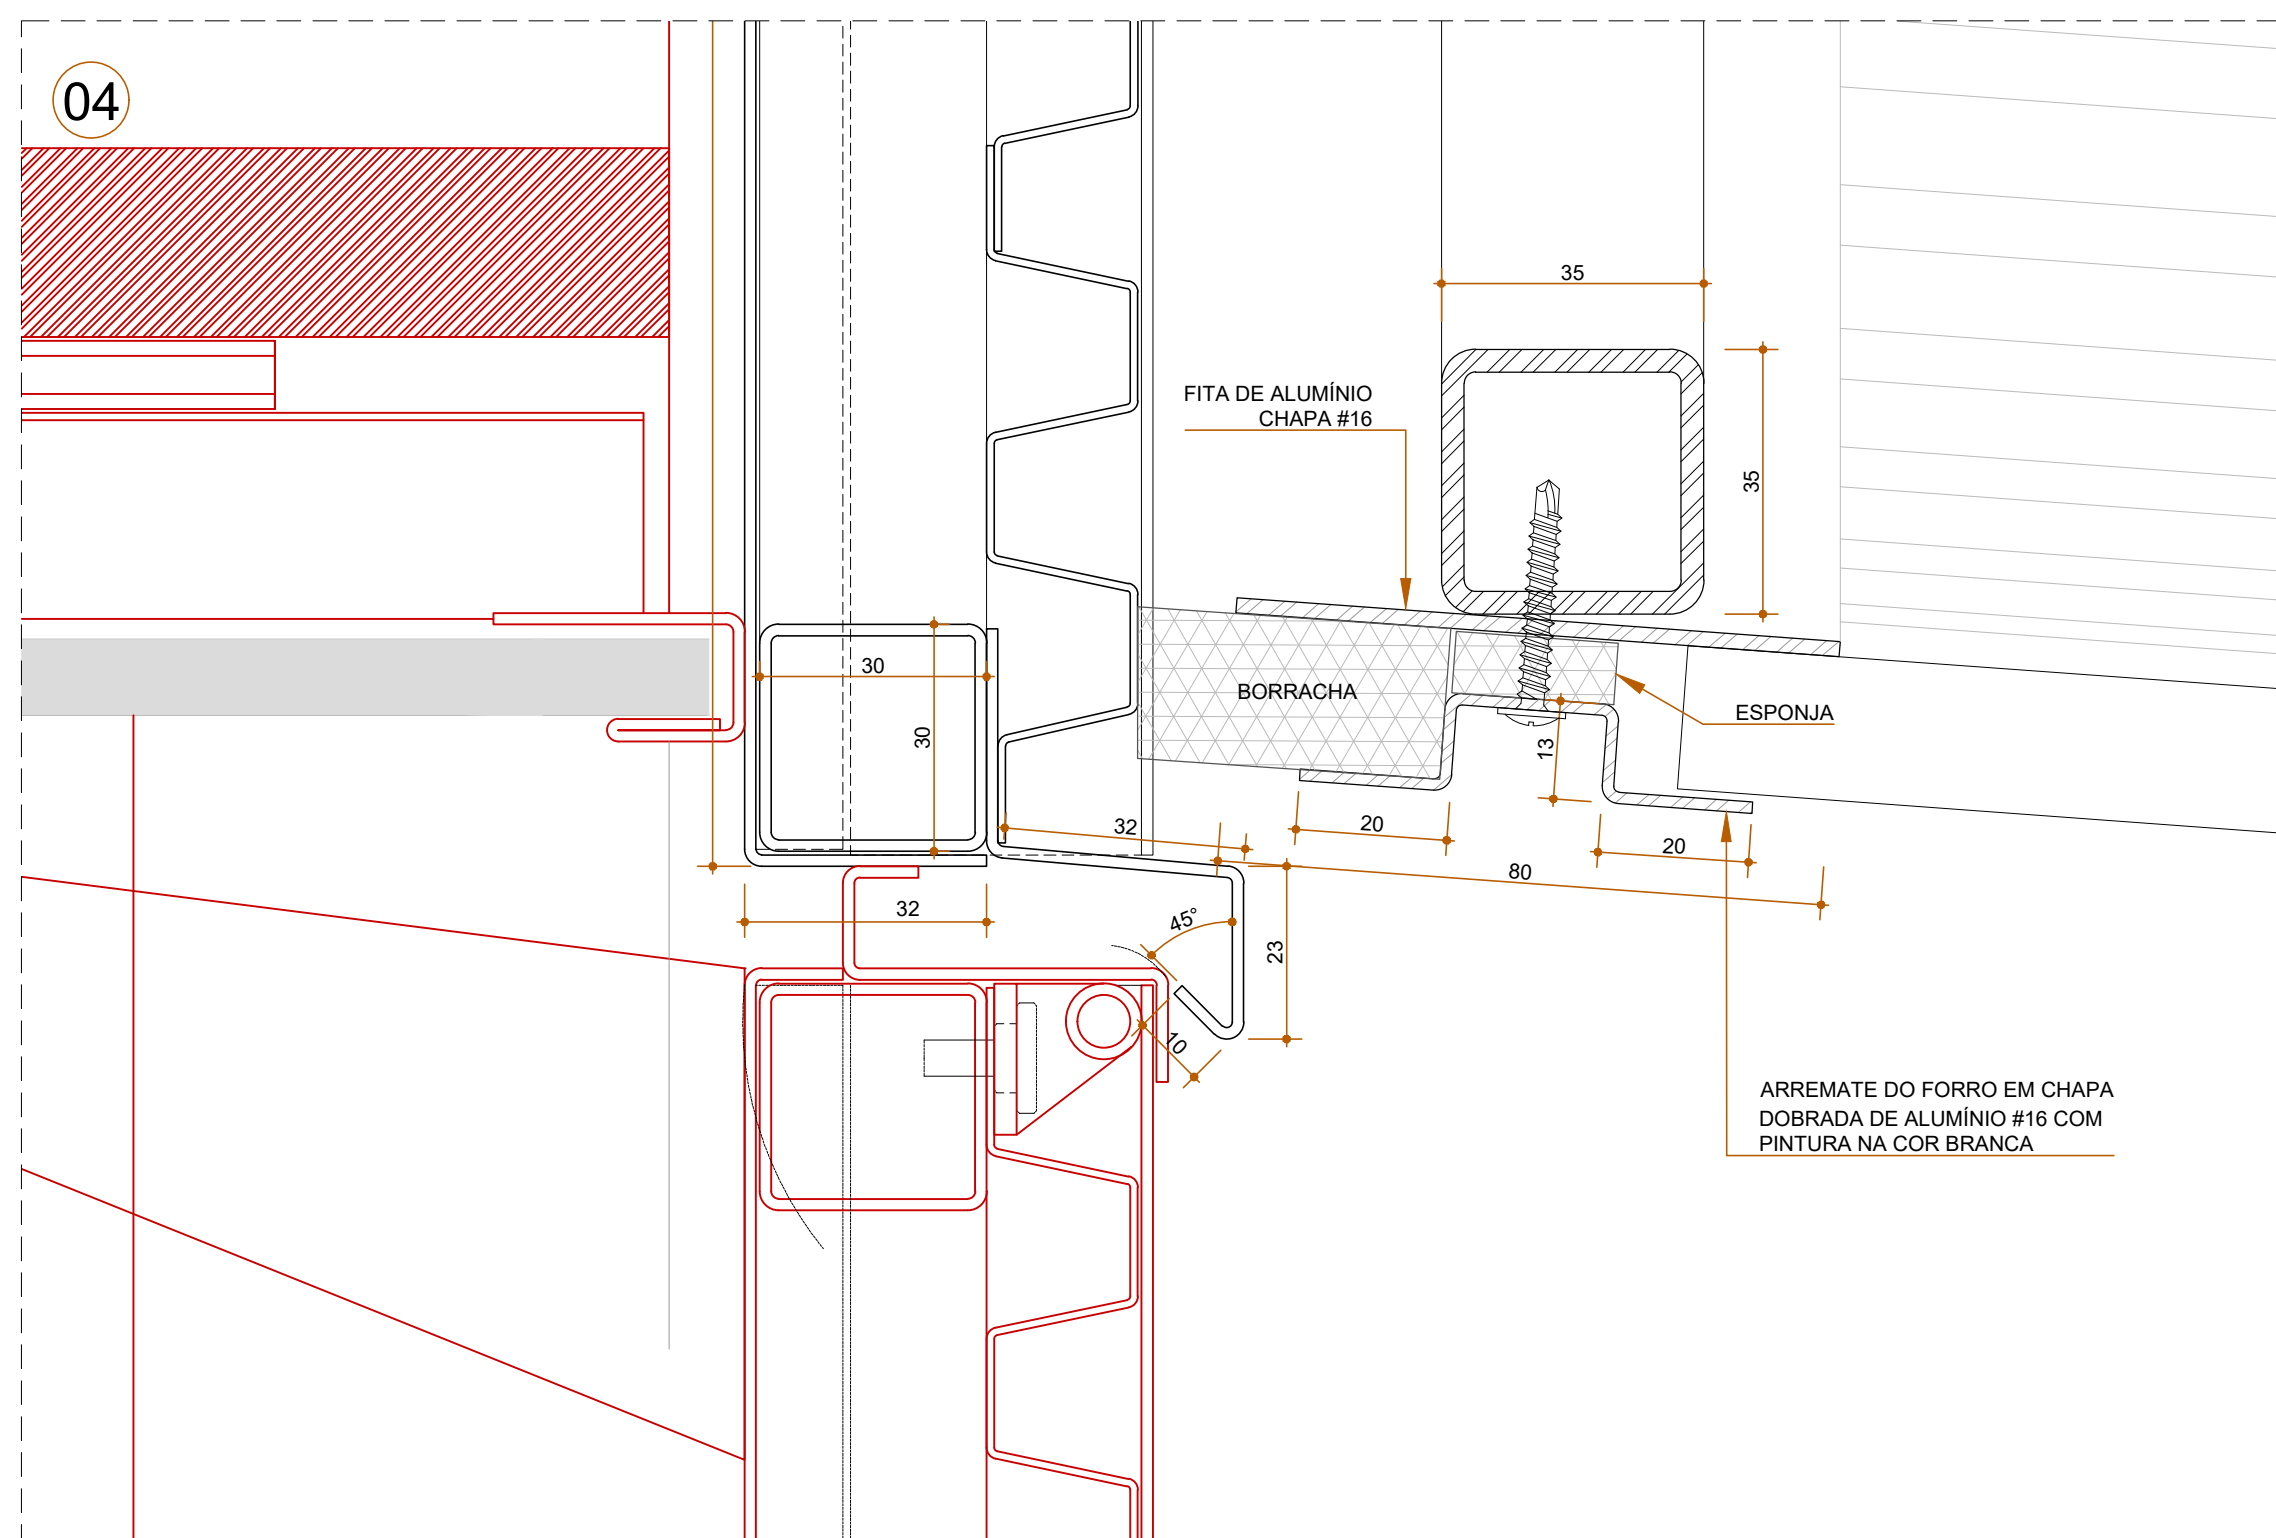 04
35
FITA DE ALUMÍNIO
CHAPA #16
35
30
BORRACHA
ESPONJA
30
13
32
20
20
80
32
45°
23
10
ARREMATE DO FORRO EM CHAPA
DOBRADA DE ALUMÍNIO #16 COM
PINTURA NA COR BRANCA